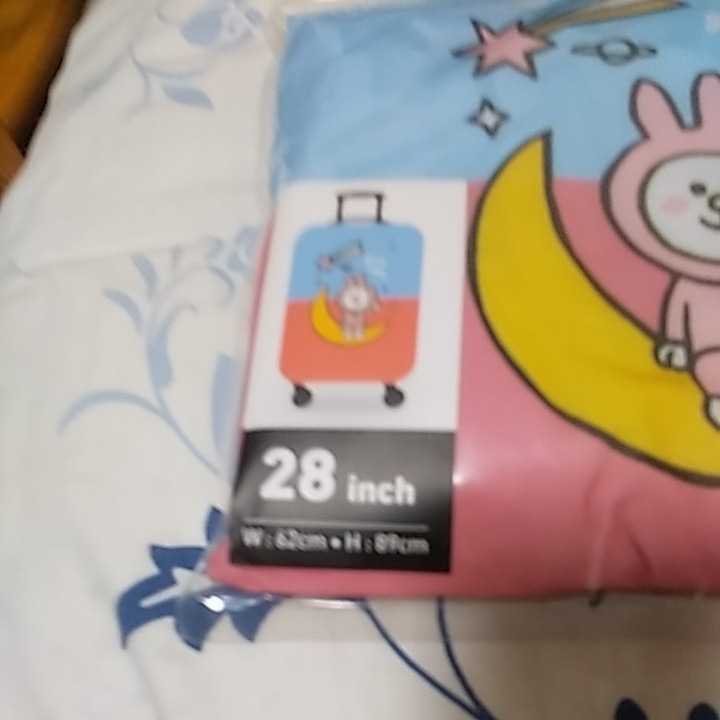 28 inch
W : 62cm • H : 89cm